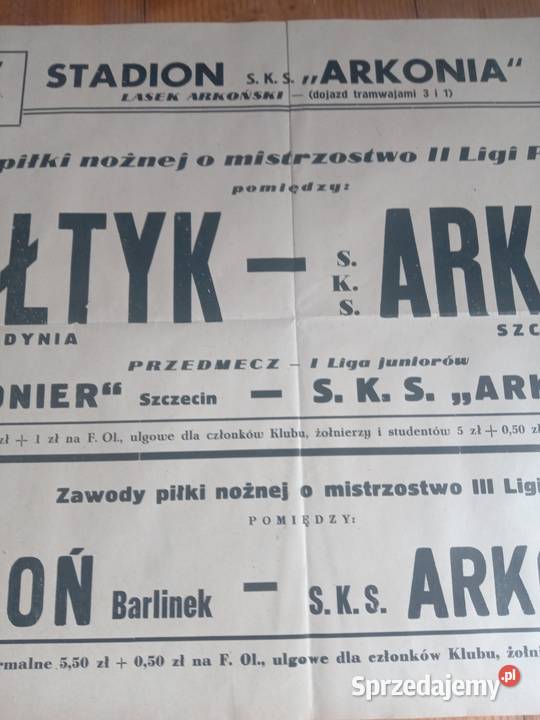 STADION S. K. S. „ARKONIA“
LASEK ARKOŃSKI — (dojazd tramwajami 3 i 1)
piłki nożnej o mistrzostwo II Ligi P
pomiędzy:
ŁTYK — S. K. S. ARK
DYNIA SZC
PRZEDMECZ — I Liga juniorów
ONIER“ Szczecin — S. K. S. „ARK
zł + 1 zł na F. Ol., ulgowe dla członków Klubu, żołnierzy i studentów 5 zł + 0,50 zł
Zawody piłki nożnej o mistrzostwo III Ligi
POMIĘDZY:
OŃ Barlinek — S.K.S. ARK
rmalne 5,50 zł + 0,50 zł na F. Ol., ulgowe dla członków Klubu, żołni
Sprzedajemy.pl